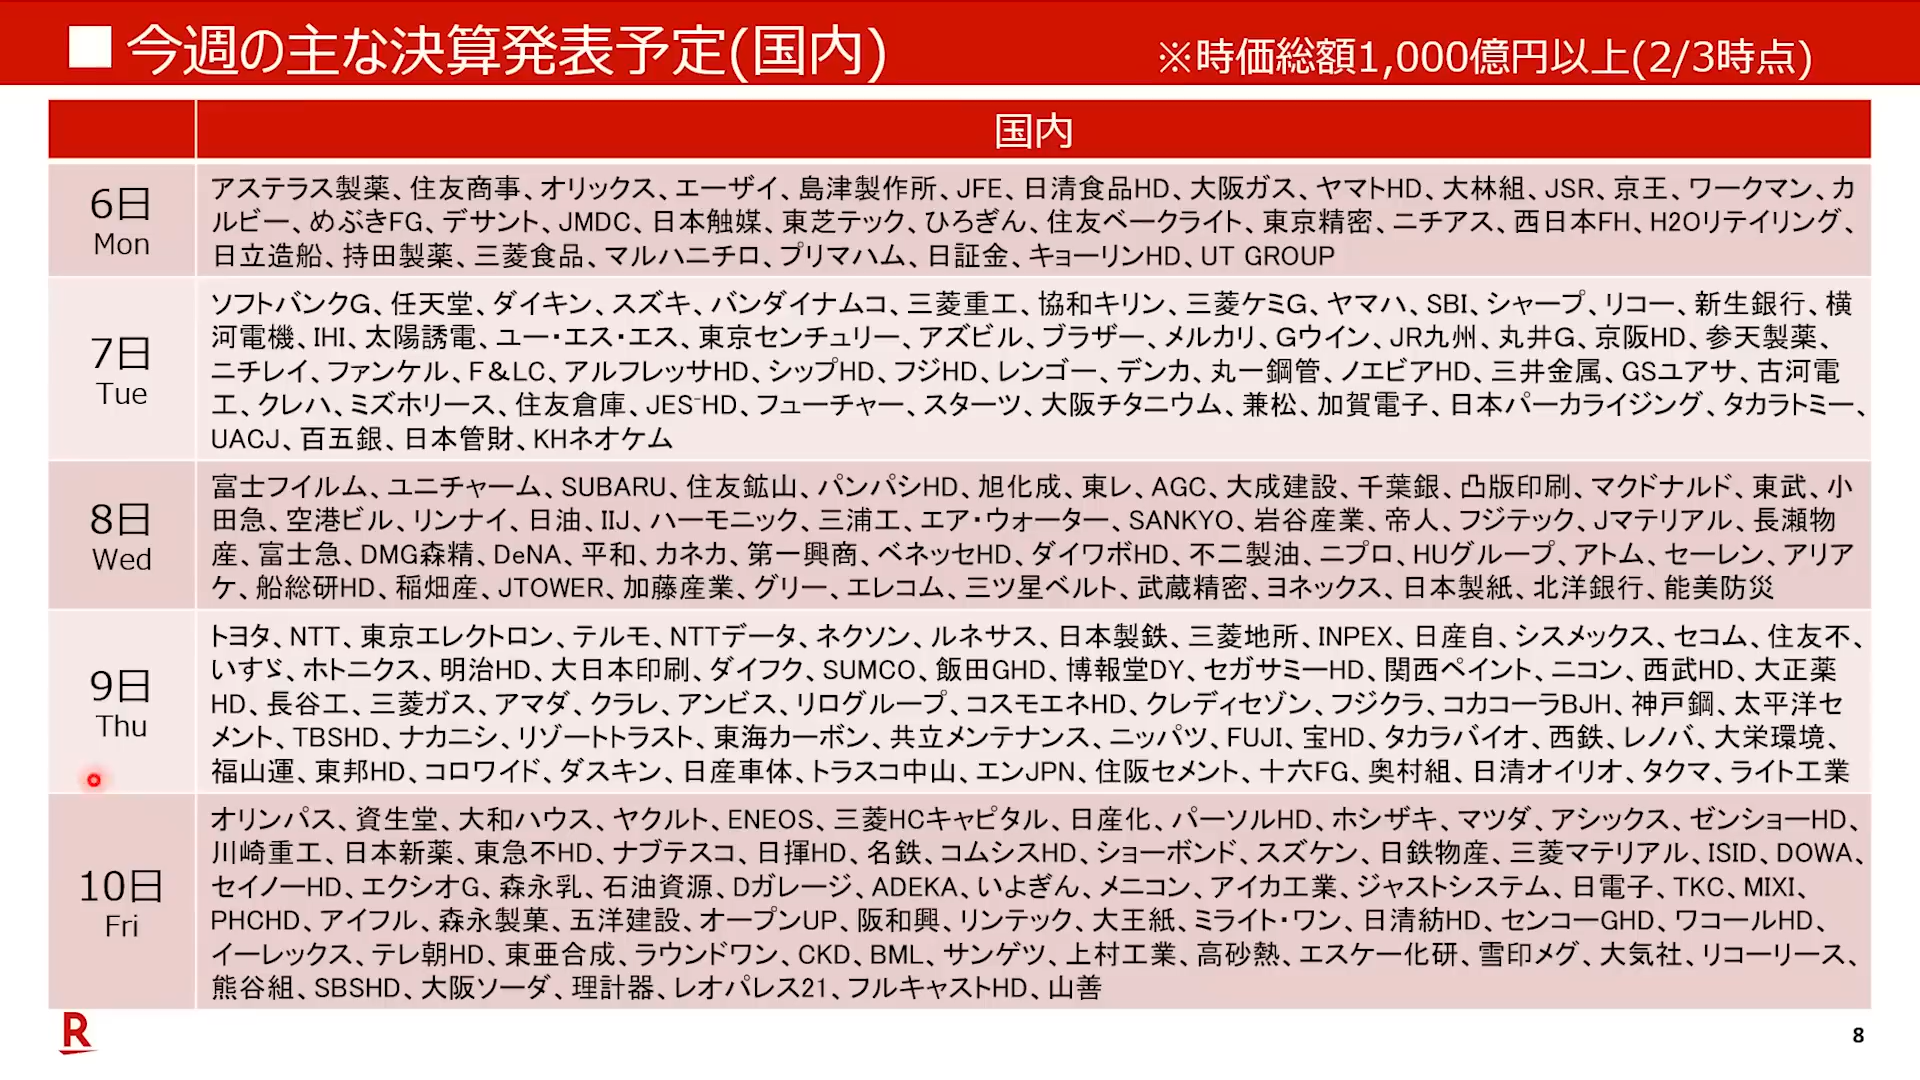 ■ 今週の主な決算発表予定(国内) ※時価総額1,000億円以上(2/3時点)
国内
6日
Mon
アステラス製薬、住友商事、オリックス、エーザイ、島津製作所、JFE、日清食品HD、大阪ガス、ヤマトHD、大林組、JSR、京王、ワークマン、カ
ルビー、めぶきFG、デサント、JMDC、日本触媒、東芝テック、ひろぎん、住友ベークライト、東京精密、ニチアス、西日本FH、H2Oリテイリング、
日立造船、持田製薬、三菱食品、マルハニチロ、プリマハム、日証金、キョーリンHD、UT GROUP
7日
Tue
ソフトバンクG、任天堂、ダイキン、スズキ、バンダイナムコ、三菱重工、協和キリン、三菱ケミG、ヤマハ、SBI、シャープ、リコー、新生銀行、横
河電機、IHI、太陽誘電、ユー・エス・エス、東京センチュリー、アズビル、ブラザー、メルカリ、Gウイン、JR九州、丸井G、京阪HD、参天製薬、
ニチレイ、ファンケル、F＆LC、アルフレッサHD、シップHD、フジHD、レンゴー、デンカ、丸一鋼管、ノエビアHD、三井金属、GSユアサ、古河電
工、クレハ、ミズホリース、住友倉庫、JES-HD、フューチャー、スターツ、大阪チタニウム、兼松、加賀電子、日本パーカライジング、タカラトミー、
UACJ、百五銀、日本管財、KHネオケム
8日
Wed
富士フイルム、ユニチャーム、SUBARU、住友鉱山、パンパシHD、旭化成、東レ、AGC、大成建設、千葉銀、凸版印刷、マクドナルド、東武、小
田急、空港ビル、リンナイ、日油、IIJ、ハーモニック、三浦工、エア・ウォーター、SANKYO、岩谷産業、帝人、フジテック、Jマテリアル、長瀬物
産、富士急、DMG森精、DeNA、平和、カネカ、第一興商、ベネッセHD、ダイワボHD、不二製油、ニプロ、HUグループ、アトム、セーレン、アリア
ケ、船総研HD、稲畑産、JTOWER、加藤産業、グリー、エレコム、三ツ星ベルト、武蔵精密、ヨネックス、日本製紙、北洋銀行、能美防災
9日
Thu
トヨタ、NTT、東京エレクトロン、テルモ、NTTデータ、ネクソン、ルネサス、日本製鉄、三菱地所、INPEX、日産自、シスメックス、セコム、住友不、
いすゞ、ホトニクス、明治HD、大日本印刷、ダイフク、SUMCO、飯田GHD、博報堂DY、セガサミーHD、関西ペイント、ニコン、西武HD、大正薬
HD、長谷工、三菱ガス、アマダ、クラレ、アンビス、リログループ、コスモエネHD、クレディセゾン、フジクラ、コカコーラBJH、神戸鋼、太平洋セ
メント、TBSHD、ナカニシ、リゾートトラスト、東海カーボン、共立メンテナンス、ニッパツ、FUJI、宝HD、タカラバイオ、西鉄、レノバ、大栄環境、
福山運、東邦HD、コロワイド、ダスキン、日産車体、トラスコ中山、エンJPN、住阪セメント、十六FG、奥村組、日清オイリオ、タクマ、ライト工業
10日
Fri
オリンパス、資生堂、大和ハウス、ヤクルト、ENEOS、三菱HCキャピタル、日産化、パーソルHD、ホシザキ、マツダ、アシックス、ゼンショーHD、
川崎重工、日本新薬、東急不HD、ナブテスコ、日揮HD、名鉄、コムシスHD、ショーボンド、スズケン、日鉄物産、三菱マテリアル、ISID、DOWA、
セイノーHD、エクシオG、森永乳、石油資源、Dガレージ、ADEKA、いよぎん、メニコン、アイカ工業、ジャストシステム、日電子、TKC、MIXI、
PHCHD、アイフル、森永製菓、五洋建設、オープンUP、阪和興、リンテック、大王紙、ミライト・ワン、日清紡HD、センコーGHD、ワコールHD、
イーレックス、テレ朝HD、東亜合成、ラウンドワン、CKD、BML、サンゲツ、上村工業、高砂熱、エスケー化研、雪印メグ、大気社、リコーリース、
熊谷組、SBSHD、大阪ソーダ、理計器、レオパレス21、フルキャストHD、山善
R
8